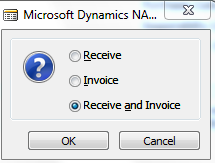 Microsoft Dynamics NA...
Receive
Invoice
Receive and Invoice
OK
Cancel